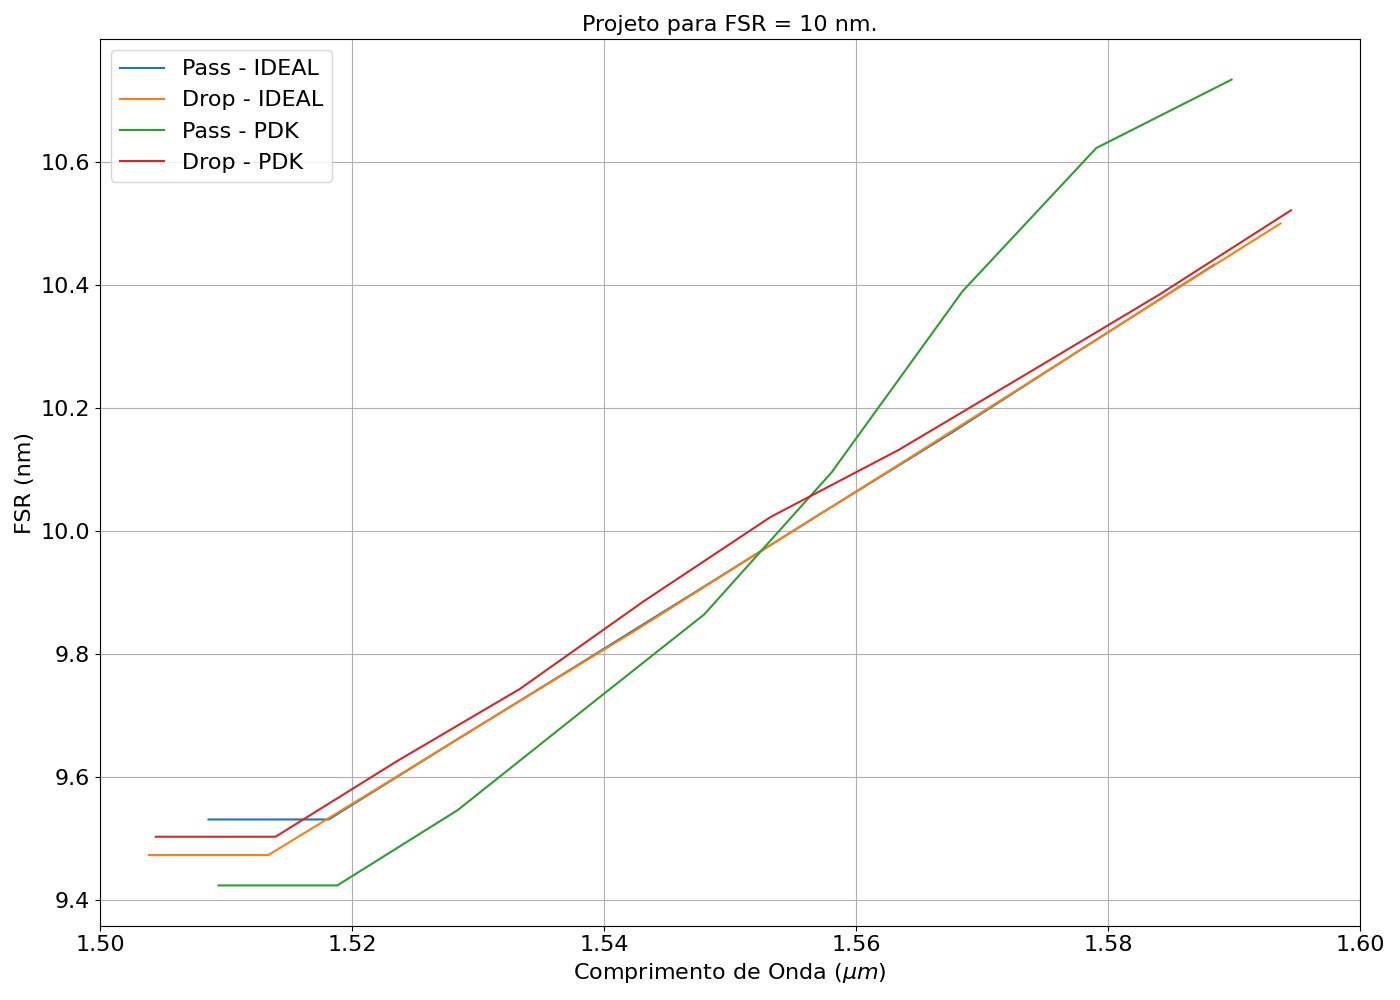 Projeto para FSR = 10 nm.
Pass - IDEAL
Drop - IDEAL
Pass - PDK
Drop - PDK
FSR (nm)
10.6
10.4
10.2
10.0
9.8
9.6
9.4
1.50 1.52 1.54 1.56 1.58 1.60
Comprimento de Onda (μm)